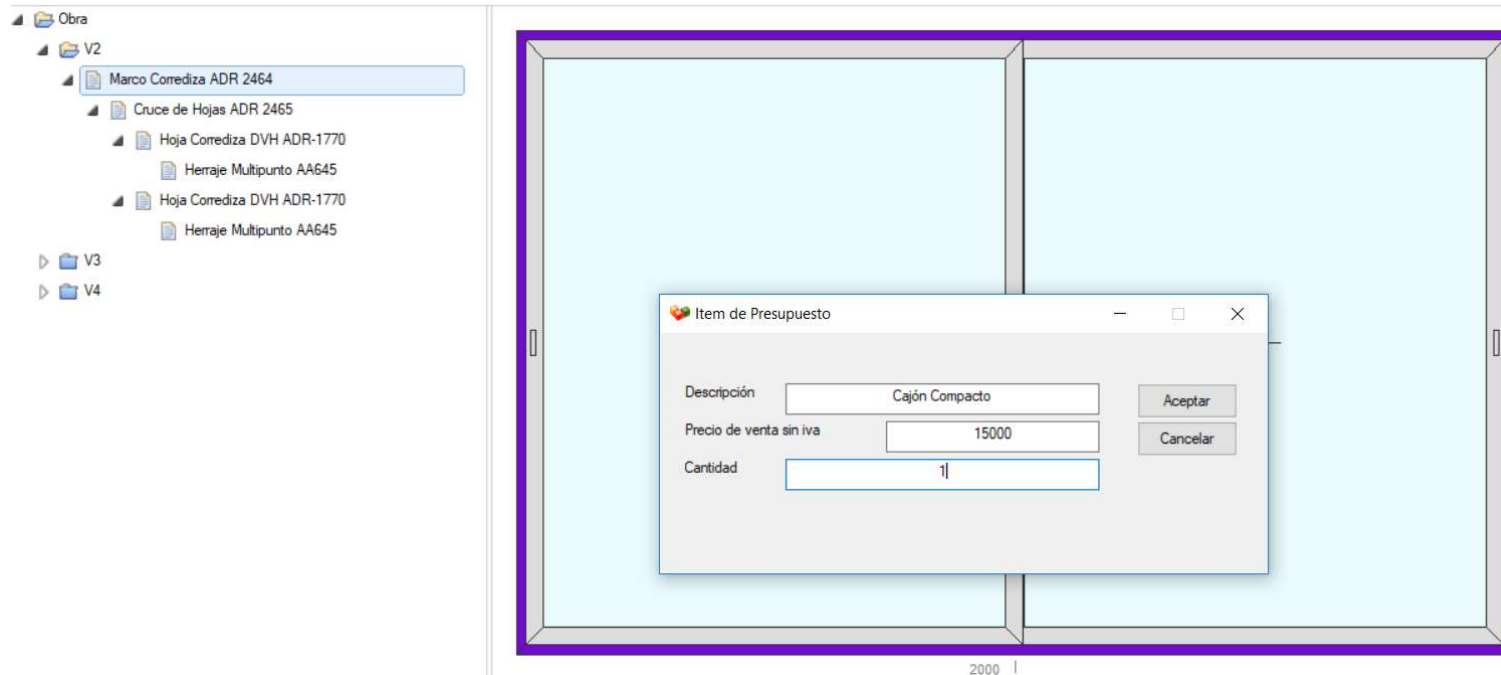 Obra
V2
Marco Corrediza ADR 2464
Cruce de Hojas ADR 2465
Hoja Corrediza DVH ADR-1770
Herraje Multipunto AA645
Hoja Corrediza DVH ADR-1770
Herraje Multipunto AA645
V3
V4
Item de Presupuesto
Descripción Cajón Compacto Aceptar
Precio de venta sin iva 15000 Cancelar
Cantidad 1
2000